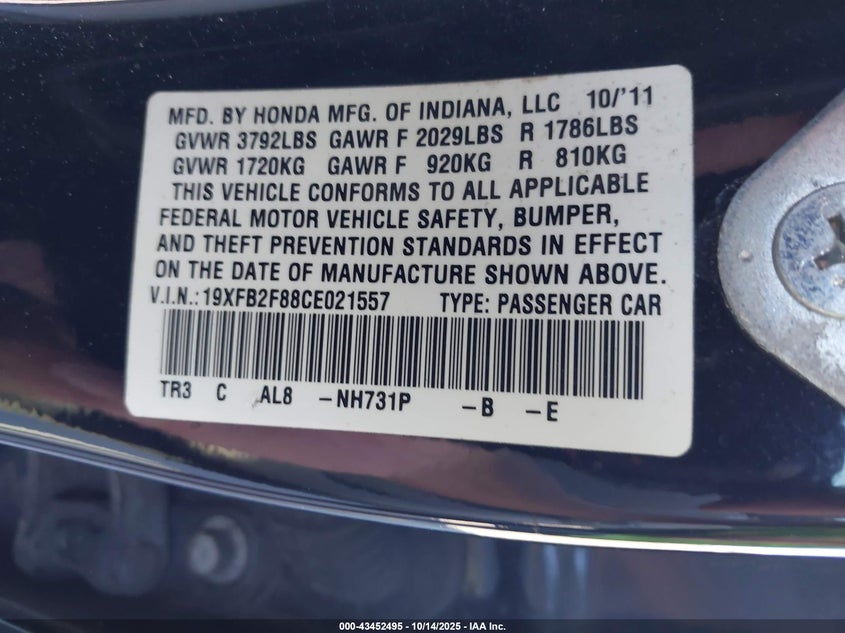 MFD. BY HONDA MFG. OF INDIANA, LLC 10/'11
GVWR 3792LBS GAWR F 2029LBS R 1786LBS
GVWR 1720KG GAWR F 920KG R 810KG
THIS VEHICLE CONFORMS TO ALL APPLICABLE
FEDERAL MOTOR VEHICLE SAFETY, BUMPER,
AND THEFT PREVENTION STANDARDS IN EFFECT
ON THE DATE OF MANUFACTURE SHOWN ABOVE.
V.I.N.: 19XFB2F88CE021557 TYPE: PASSENGER CAR
TR3 C AL8 -NH731P -B -E
000-43452495 - 10/14/2025 - IAA Inc.